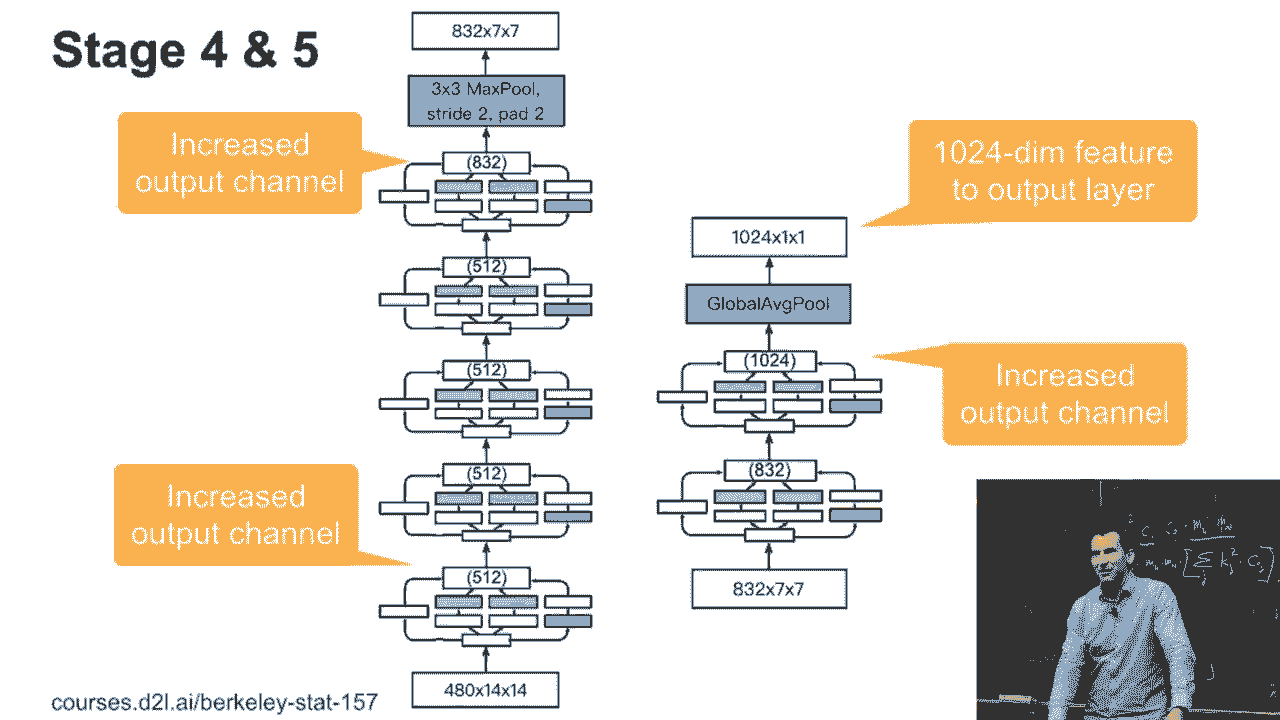 Stage 4 & 5
832x7x7
3x3 MaxPool,
stride 2, pad 2
Increased
output channel
(832)
(512)
(512)
(512)
Increased
output channel
(512)
480x14x14
1024-dim feature
to output layer
1024x1x1
GlobalAvgPool
(1024)
Increased
output channel
(832)
832x7x7
courses.d2l.ai/berkeley-stat-157